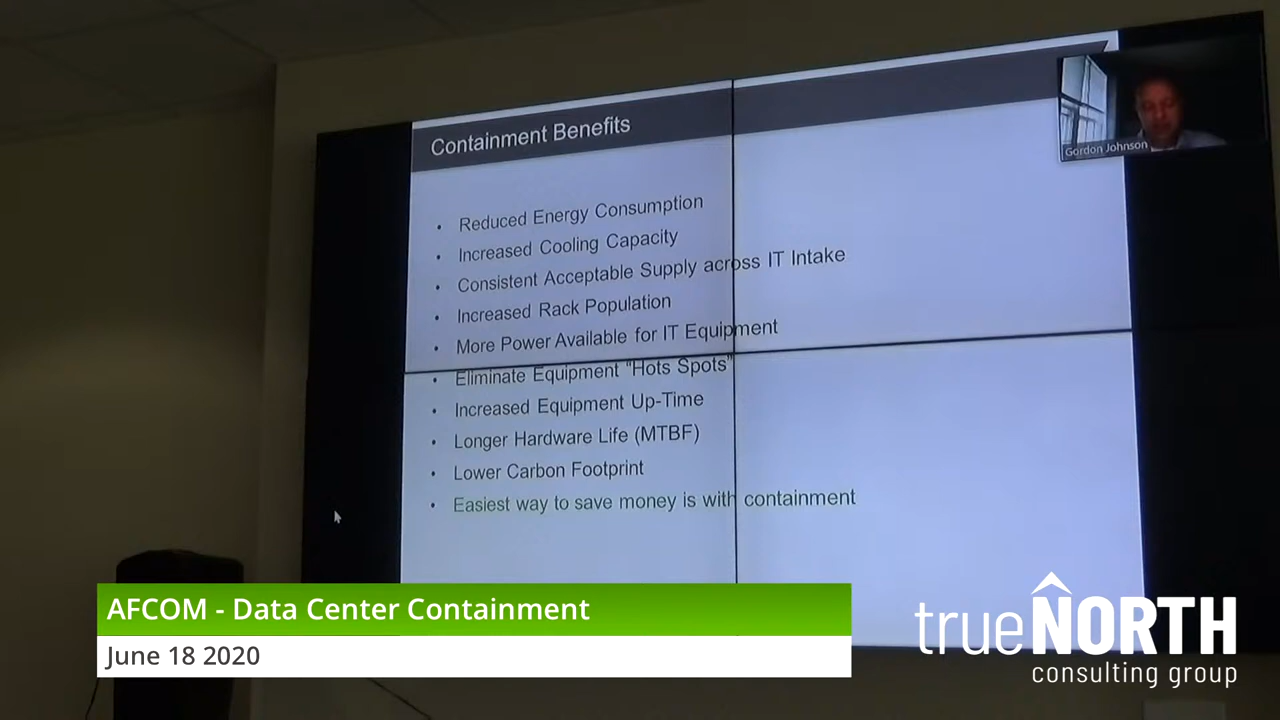 Containment Benefits
Gordon Johnson
• Reduced Energy Consumption
• Increased Cooling Capacity
• Consistent Acceptable Supply across IT Intake
• Increased Rack Population
• More Power Available for IT Equipment
• Eliminate Equipment "Hots Spots"
• Increased Equipment Up-Time
• Longer Hardware Life (MTBF)
• Lower Carbon Footprint
• Easiest way to save money is with containment
AFCOM - Data Center Containment
June 18 2020
trueNORTH
consulting group